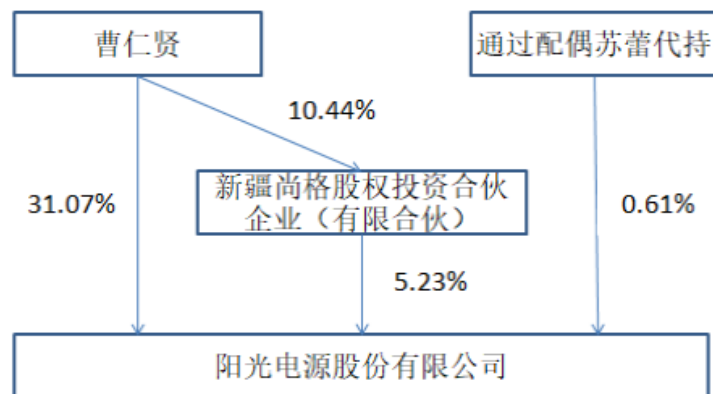 曹仁贤
通过配偶苏蕾代持
10.44%
31.07%
新疆尚格股权投资合伙
企业（有限合伙）
0.61%
5.23%
阳光电源股份有限公司